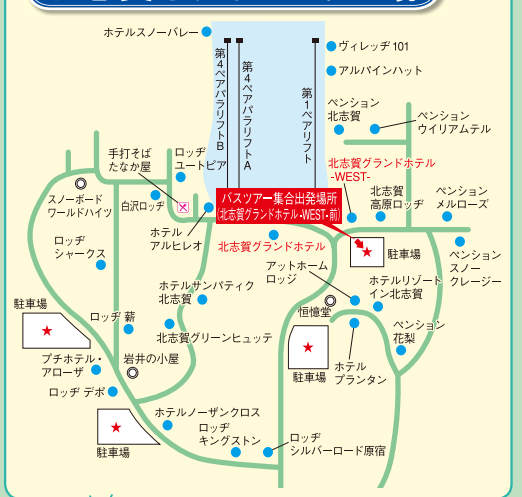 ホテルスノーバレー
ヴィレッヂ101
アルパインハット
第4ペアパラリフトB
第4ペアパラリフトA
第1ペアリフト
ペンション
北志賀
ペンション
ウイリアムテル
手打そば
たなか屋
ロッヂ
ユートピア
北志賀グランドホテル
-WEST-
スノーボード
ワールドハイツ
白沢ロッヂ
バスツアー集合出発場所
(北志賀グランドホテル-WEST-前)
北志賀
高原ロッヂ
ペンション
メルローズ
ホテル
アルヒレオ
北志賀グランドホテル
駐車場
ロッヂ
シャークス
アットホーム
ロッジ
ペンション
スノー
クレージー
ホテルサンパティク
北志賀
ホテルリゾート
イン北志賀
駐車場
ロッヂ 薪
恒憶堂
北志賀グリーンヒュッテ
ペンション
花梨
プチホテル・
アローザ
岩井の小屋
駐車場
ホテル
プランタン
ロッヂ デポ
駐車場
ホテルノーザンクロス
ロッヂ
キングストン
ロッヂ
シルバーロード原宿